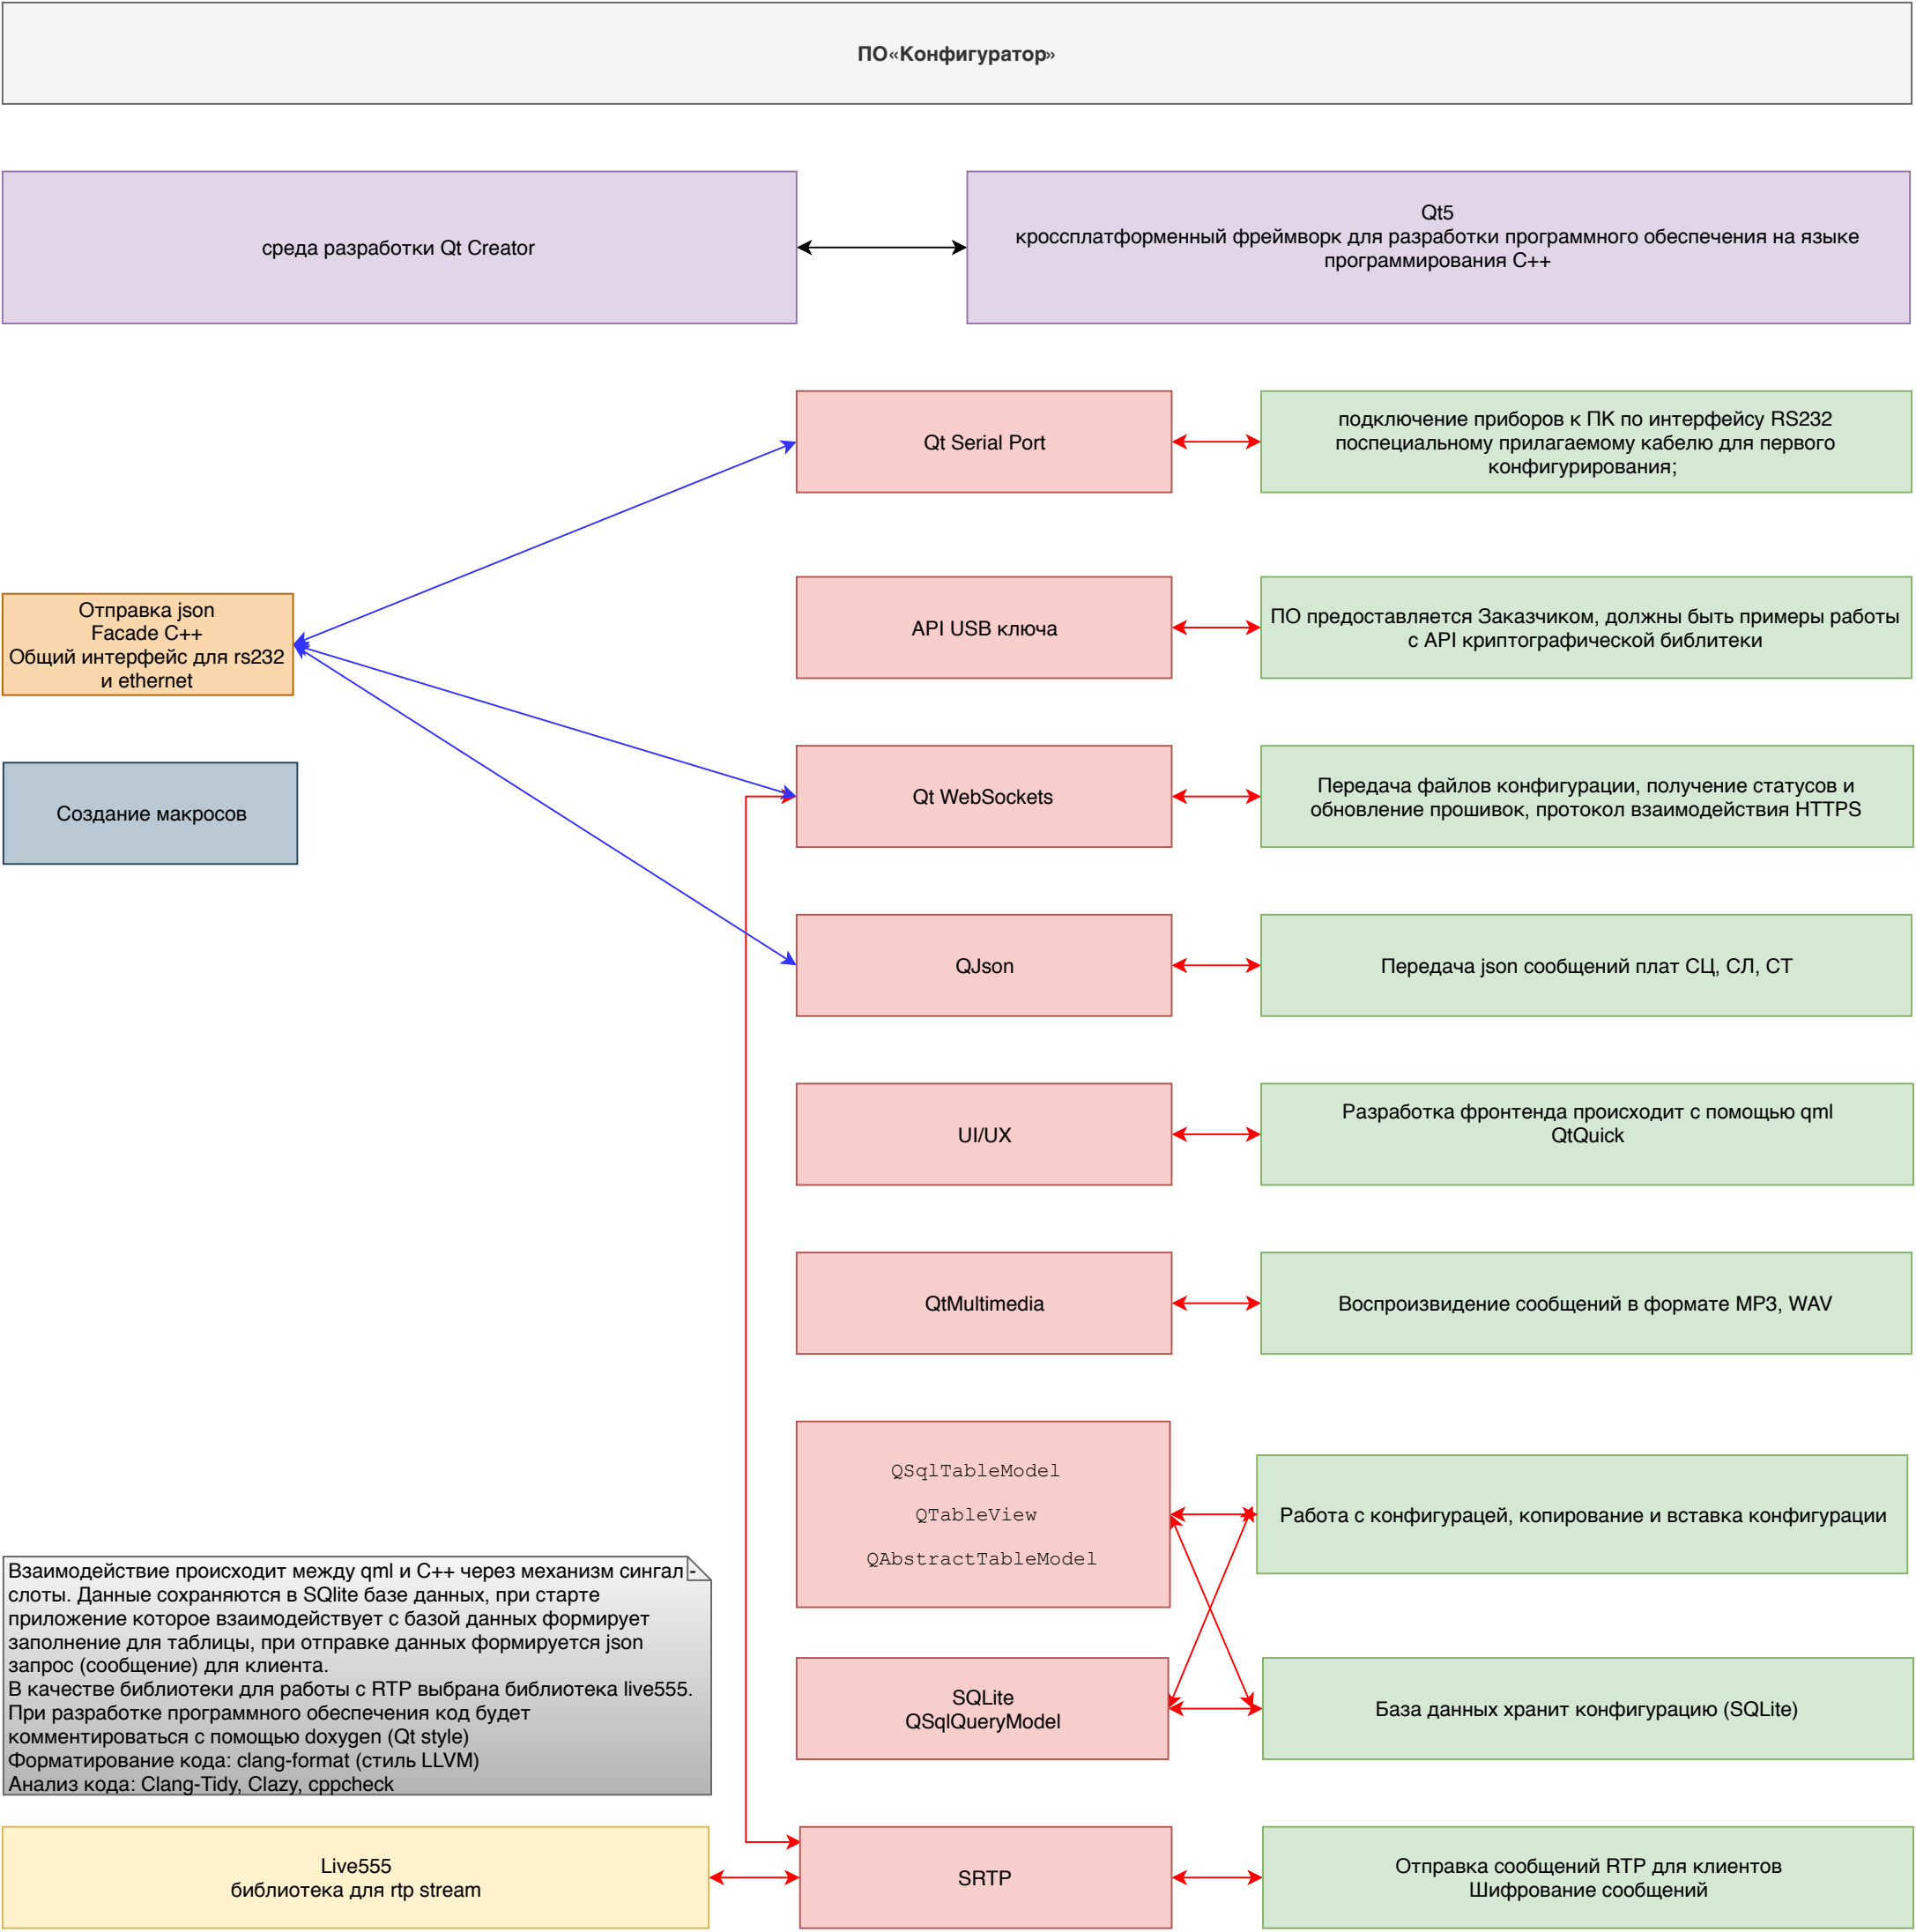 ПО«Конфигуратор»
среда разработки Qt Creator
Qt5
кроссплатформенный фреймворк для разработки программного обеспечения на языке
программирования C++
Qt Serial Port
подключение приборов к ПК по интерфейсу RS232
поспециальному прилагаемому кабелю для первого
конфигурирования;
Отправка json
Facade C++
Общий интерфейс для rs232
и ethernet
API USB ключа
ПО предоставляется Заказчиком, должны быть примеры работы
с API криптографической библитеки
Создание макросов
Qt WebSockets
Передача файлов конфигурации, получение статусов и
обновление прошивок, протокол взаимодействия HTTPS
QJson
Передача json сообщений плат СЦ, СЛ, СТ
UI/UX
Разработка фронтенда происходит с помощью qml
QtQuick
QtMultimedia
Воспроизвидение сообщений в формате MP3, WAV
QSqlTableModel
QTableView
QAbstractTableModel
Работа с конфигурацей, копирование и вставка конфигурации
Взаимодействие происходит между qml и C++ через механизм сингал -
слоты. Данные сохраняются в SQlite базе данных, при старте
приложение которое взаимодействует с базой данных формирует
заполнение для таблицы, при отправке данных формируется json
запрос (сообщение) для клиента.
В качестве библиотеки для работы с RTP выбрана библиотека live555.
При разработке программного обеспечения код будет
комментироваться с помощью doxygen (Qt style)
Форматирование кода: clang-format (стиль LLVM)
Анализ кода: Clang-Tidy, Clazy, cppcheck
SQLite
QSqlQueryModel
База данных хранит конфигурацию (SQLite)
Live555
библиотека для rtp stream
SRTP
Отправка сообщений RTP для клиентов
Шифрование сообщений